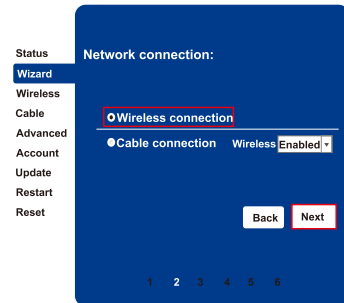 Status
Wizard
Wireless
Cable
Advanced
Account
Update
Restart
Reset
Network connection:
Wireless connection
Cable connection Wireless Enabled
Back Next
1 2 3 4 5 6